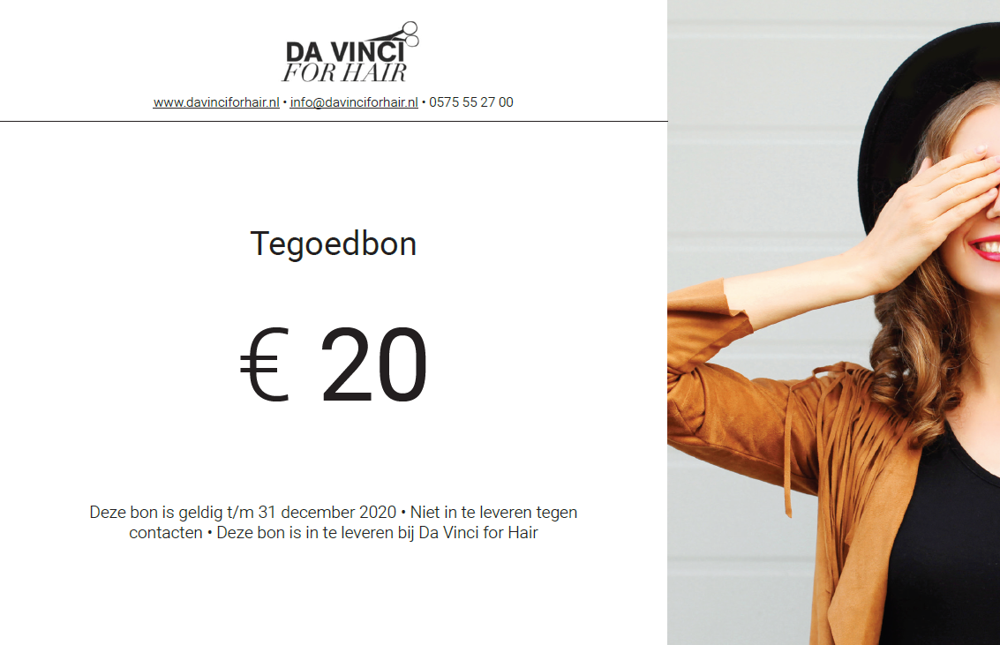 DA VINCI
FOR HAIR
www.davinciforhair.nl • info@davinciforhair.nl • 0575 55 27 00
Tegoedbon
€ 20
Deze bon is geldig t/m 31 december 2020 • Niet in te leveren tegen
contacten • Deze bon is in te leveren bij Da Vinci for Hair